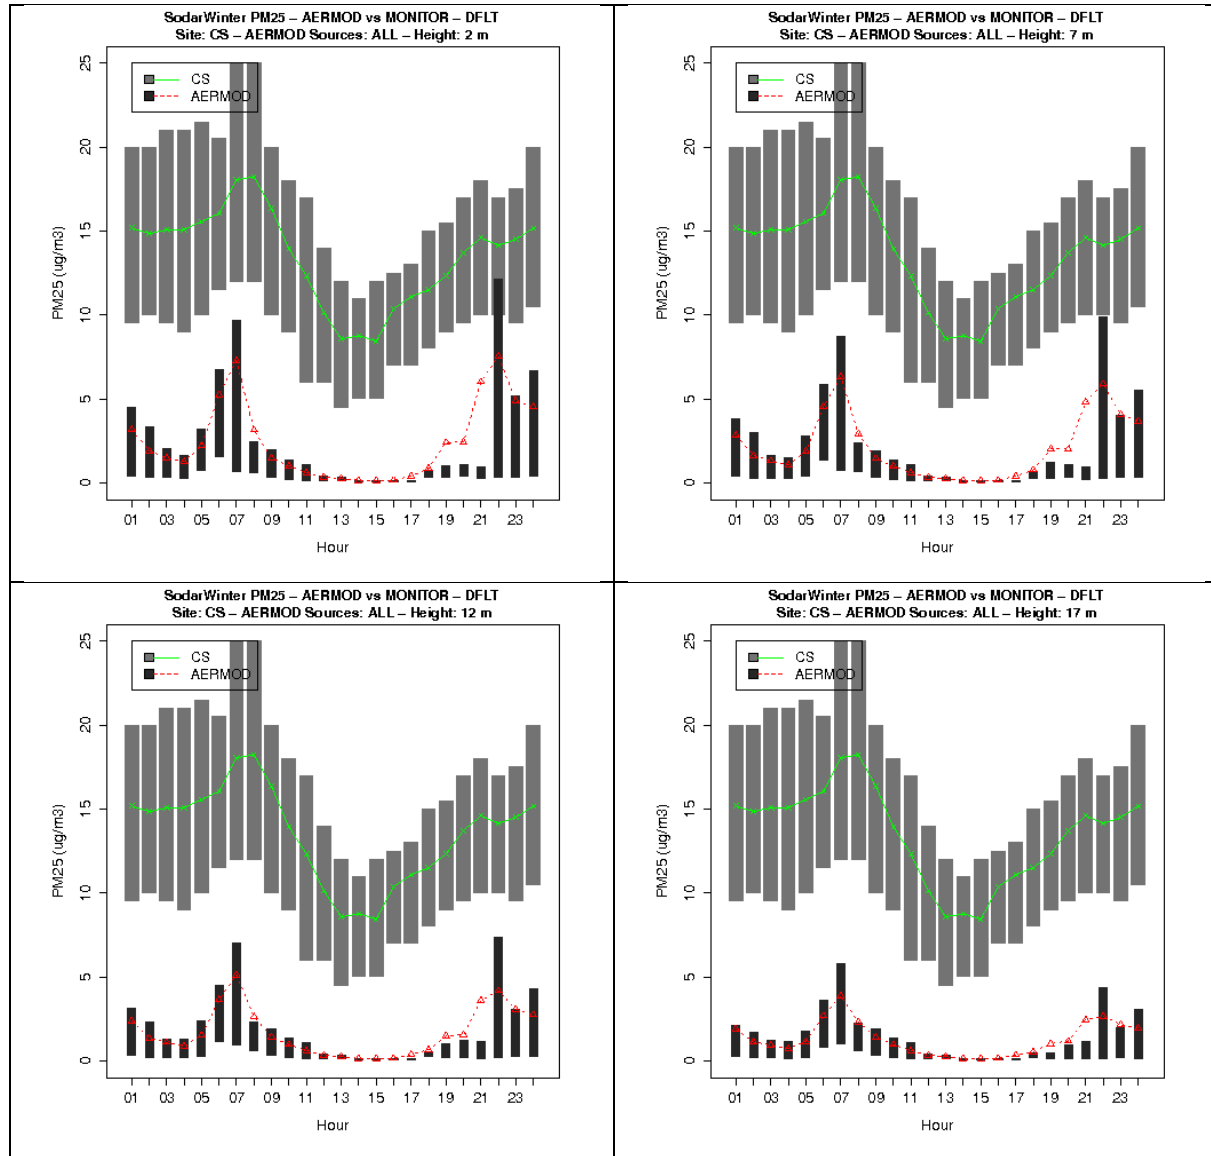 SodarWinter PM25 – AERMOD vs MONITOR – DFLT
Site: CS – AERMOD Sources: ALL – Height: 2 m
CS
AERMOD
PM25 (ug/m3)
0 5 10 15 20 25
01 03 05 07 09 11 13 15 17 19 21 23
Hour
SodarWinter PM25 – AERMOD vs MONITOR – DFLT
Site: CS – AERMOD Sources: ALL – Height: 7 m
CS
AERMOD
PM25 (ug/m3)
0 5 10 15 20 25
01 03 05 07 09 11 13 15 17 19 21 23
Hour
SodarWinter PM25 – AERMOD vs MONITOR – DFLT
Site: CS – AERMOD Sources: ALL – Height: 12 m
CS
AERMOD
PM25 (ug/m3)
0 5 10 15 20 25
01 03 05 07 09 11 13 15 17 19 21 23
Hour
SodarWinter PM25 – AERMOD vs MONITOR – DFLT
Site: CS – AERMOD Sources: ALL – Height: 17 m
CS
AERMOD
PM25 (ug/m3)
0 5 10 15 20 25
01 03 05 07 09 11 13 15 17 19 21 23
Hour